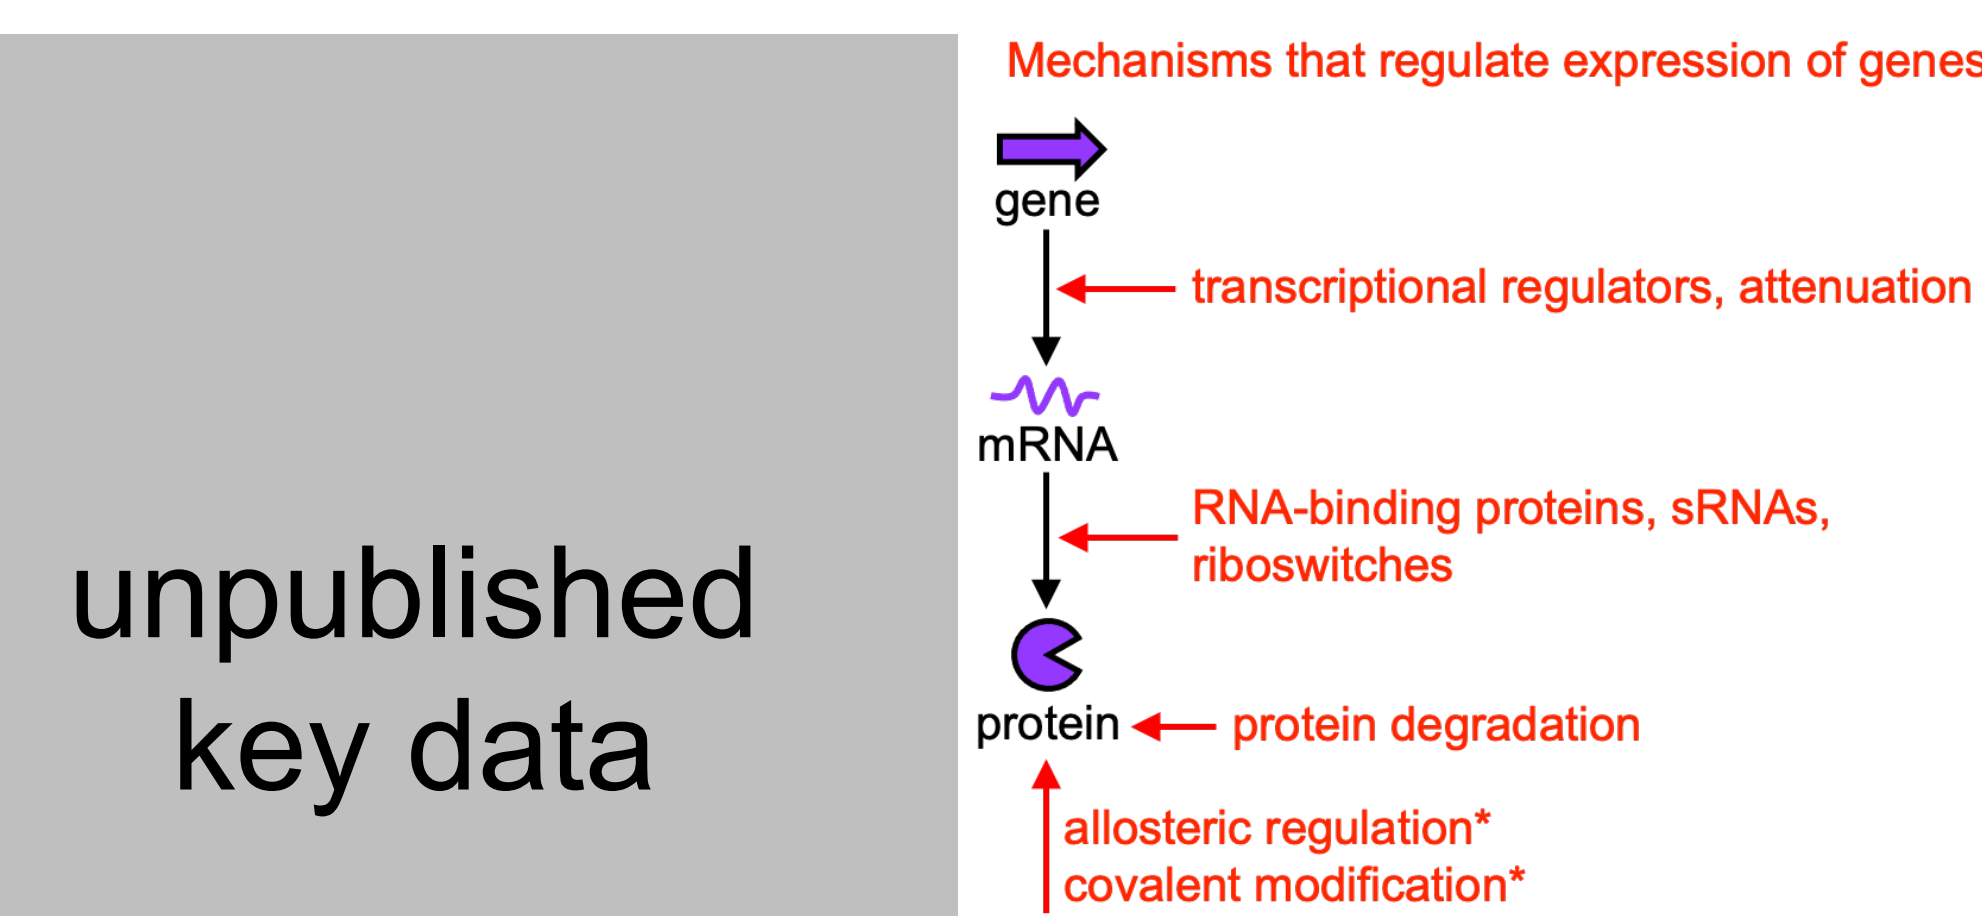 unpublished
key data
Mechanisms that regulate expression of genes
gene
transcriptional regulators, attenuation
mRNA
RNA-binding proteins, sRNAs,
riboswitches
protein
protein degradation
allosteric regulation*
covalent modification*